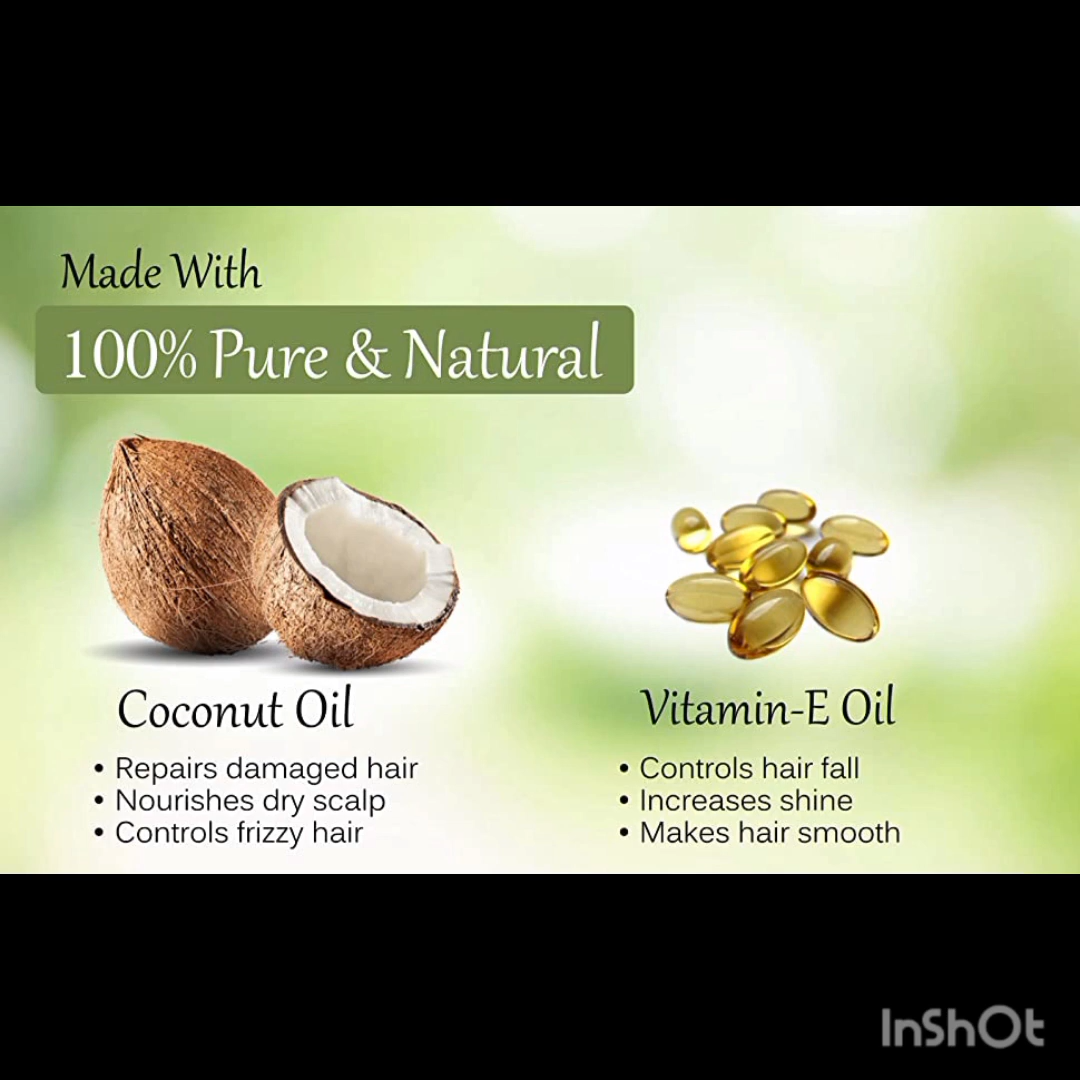 Made With
100% Pure & Natural
Coconut Oil
• Repairs damaged hair
• Nourishes dry scalp
• Controls frizzy hair
Vitamin-E Oil
• Controls hair fall
• Increases shine
• Makes hair smooth
InShOt